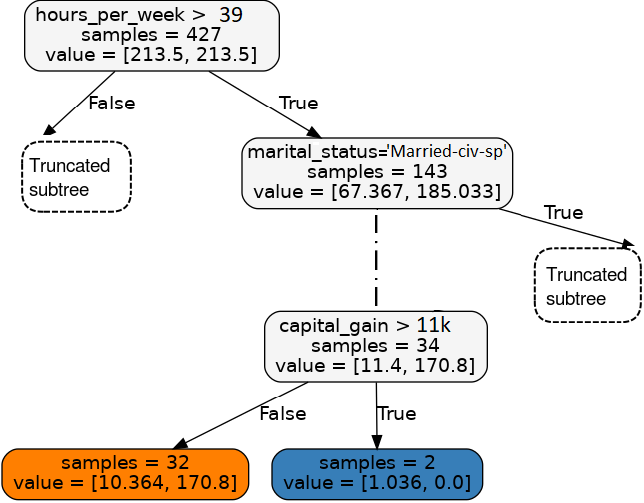 hours_per_week > 39
samples = 427
value = [213.5, 213.5]
False
True
Truncated
subtree
marital_status='Married-civ-sp'
samples = 143
value = [67.367, 185.033]
True
Truncated
subtree
capital_gain > 11k
samples = 34
value = [11.4, 170.8]
False
True
samples = 32
value = [10.364, 170.8]
samples = 2
value = [1.036, 0.0]